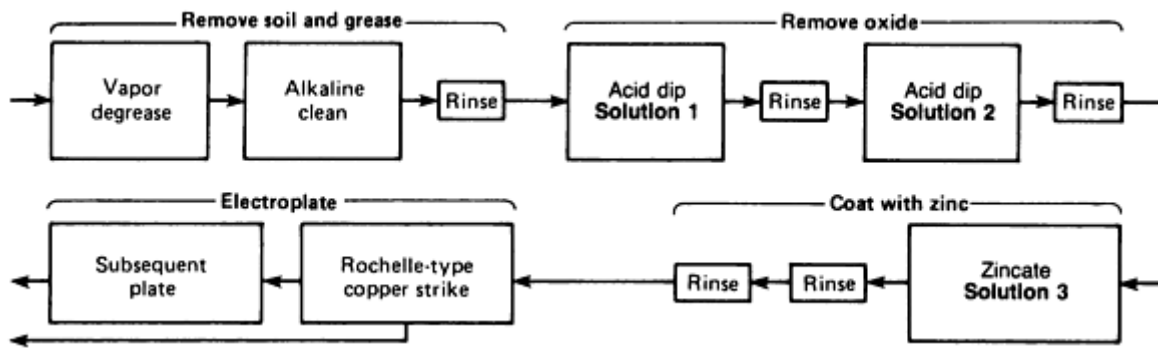 Remove soil and grease
Remove oxide
Vapor
degrease
Alkaline
clean
Rinse
Acid dip
Solution 1
Rinse
Acid dip
Solution 2
Rinse
Electroplate
Coat with zinc
Subsequent
plate
Rochelle-type
copper strike
Rinse
Rinse
Zincate
Solution 3